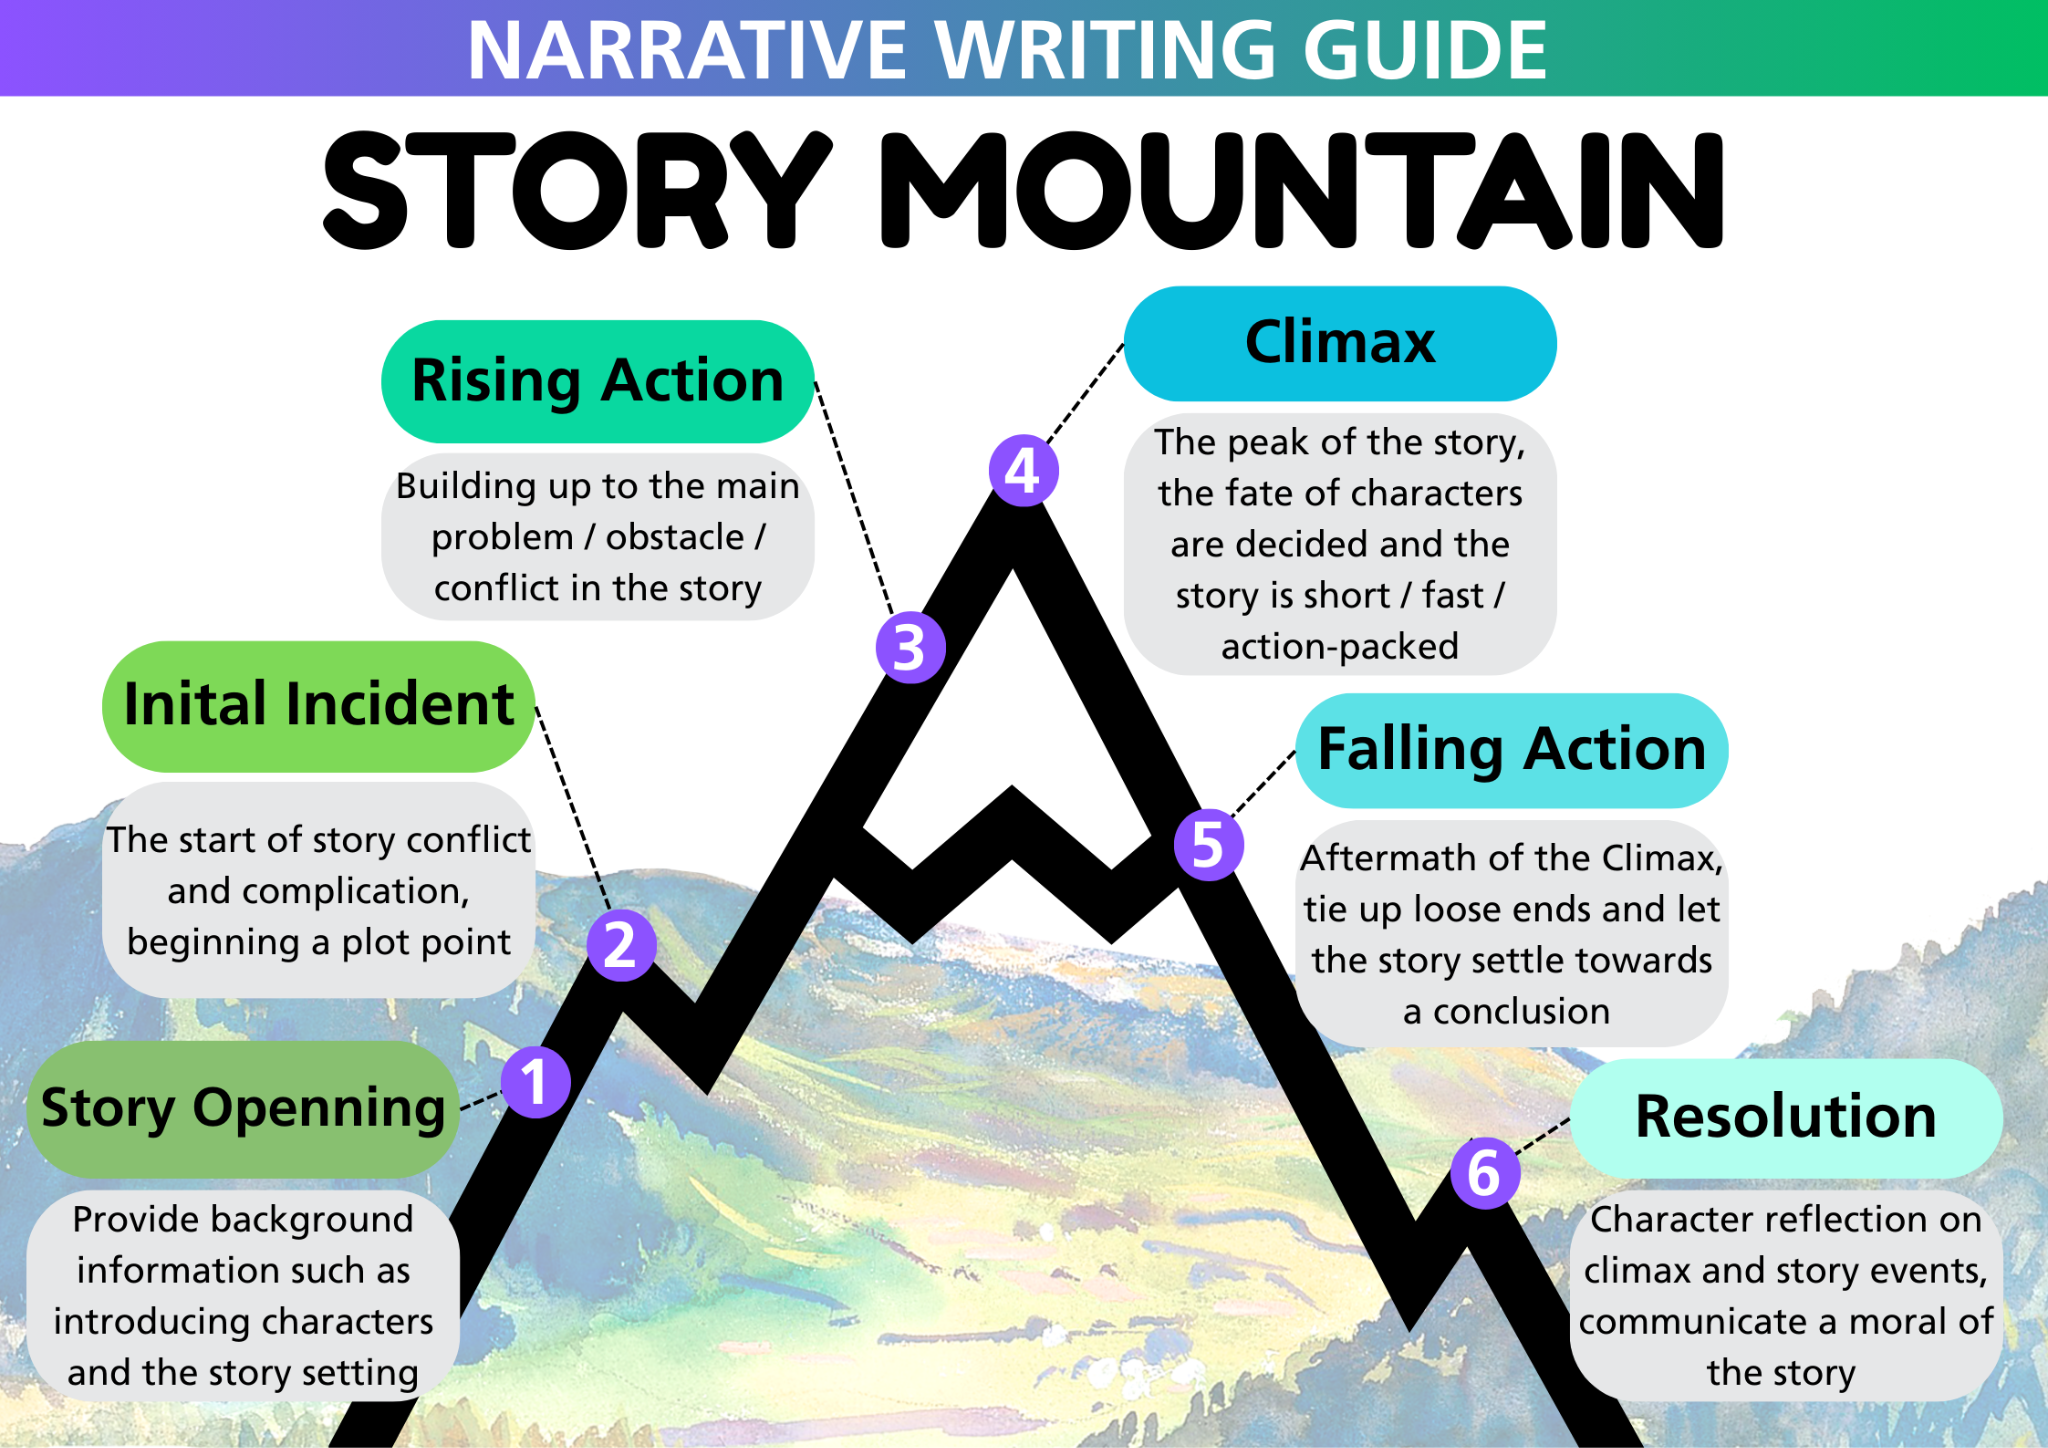 NARRATIVE WRITING GUIDE
STORY MOUNTAIN
Story Openning
1
Provide background
information such as
introducing characters
and the story setting
Inital Incident
2
The start of story conflict
and complication,
beginning a plot point
Rising Action
3
Building up to the main
problem / obstacle /
conflict in the story
Climax
4
The peak of the story,
the fate of characters
are decided and the
story is short / fast /
action-packed
Falling Action
5
Aftermath of the Climax,
tie up loose ends and let
the story settle towards
a conclusion
Resolution
6
Character reflection on
climax and story events,
communicate a moral of
the story